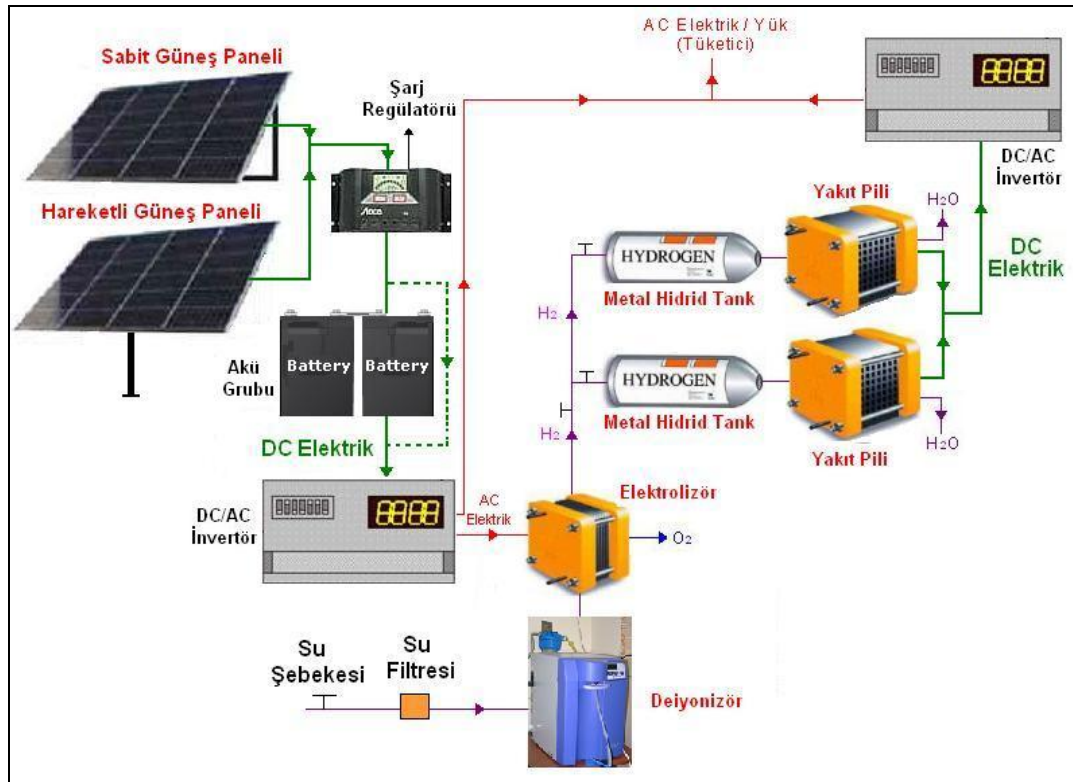 AC Elektrik / Yük
(Tüketici)
Sabit Güneş Paneli
Şarj
Regülatörü
DC/AC
İnvertör
Hareketli Güneş Paneli
Yakıt Pili
H2O
HYDROGEN
DC
Elektrik
Metal Hidrid Tank
H2
Akü
Grubu
Battery
Battery
HYDROGEN
Metal Hidrid Tank
H2
H2O
Yakıt Pili
DC Elektrik
DC/AC
İnvertör
AC
Elektrik
Elektrolizör
O2
Su
Şebekesi
Su
Filtresi
Deiyonizör